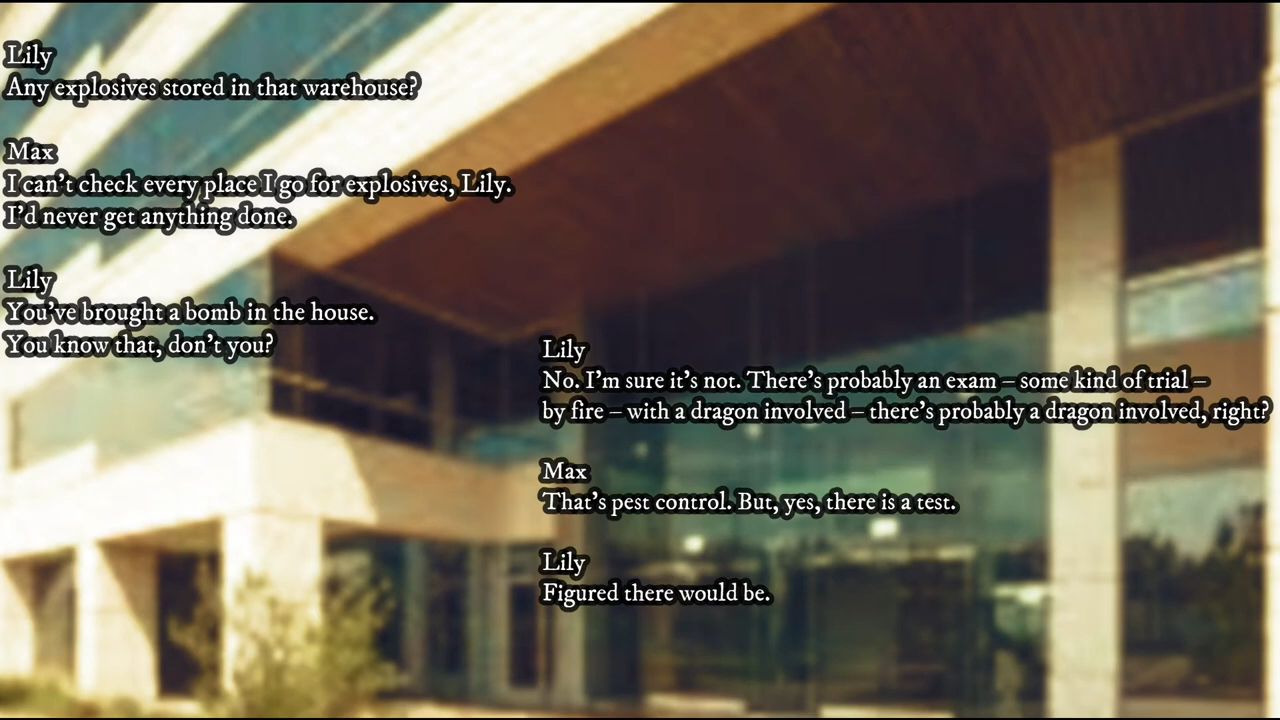 Lily
Any explosives stored in that warehouse?
Max
I can't check every place I go for explosives, Lily.
I'd never get anything done.
Lily
You've brought a bomb in the house.
You know that, don't you?
Lily
No. I'm sure it's not. There's probably an exam – some kind of trial –
by fire – with a dragon involved – there's probably a dragon involved, right?
Max
That's pest control. But, yes, there is a test.
Lily
Figured there would be.